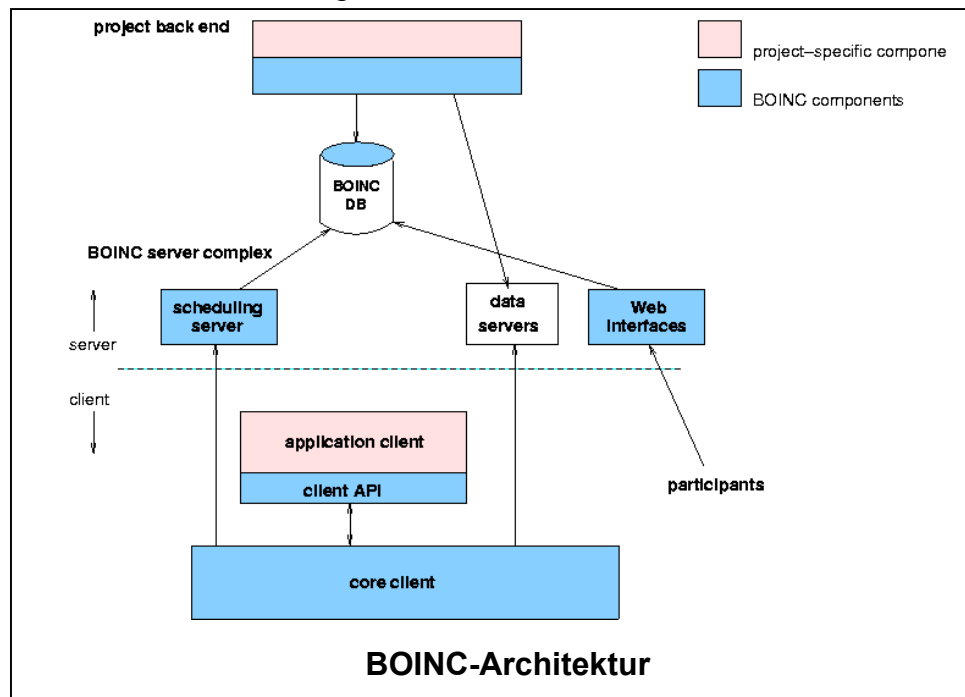 project back end
project–specific compone
BOINC components
BOINC
DB
BOINC server complex
scheduling
server
data
servers
Web
interfaces
server
client
application client
client API
participants
core client
BOINC-Architektur